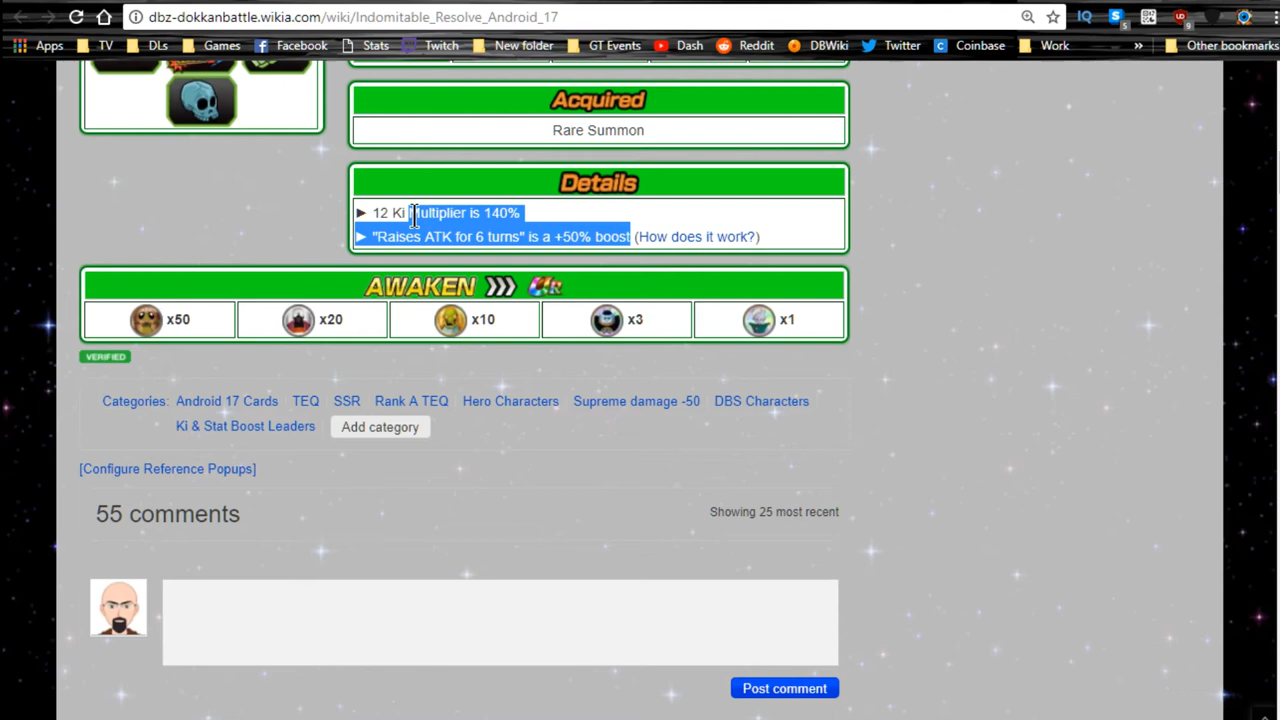 dbz-dokkanbattle.wikia.com/wiki/Indomitable_Resolve_Android_17
Apps TV DLs Games Facebook Stats Twitch New folder GT Events Dash Reddit DBWiki Twitter Coinbase Work » Other bookmarks
Acquired
Rare Summon
Details
► 12 Ki Multiplier is 140%
► "Raises ATK for 6 turns" is a +50% boost (How does it work?)
AWAKEN
x50 x20 x10 x3 x1
VERIFIED
Categories: Android 17 Cards TEQ SSR Rank A TEQ Hero Characters Supreme damage -50 DBS Characters
Ki & Stat Boost Leaders Add category
[Configure Reference Popups]
55 comments Showing 25 most recent
Post comment